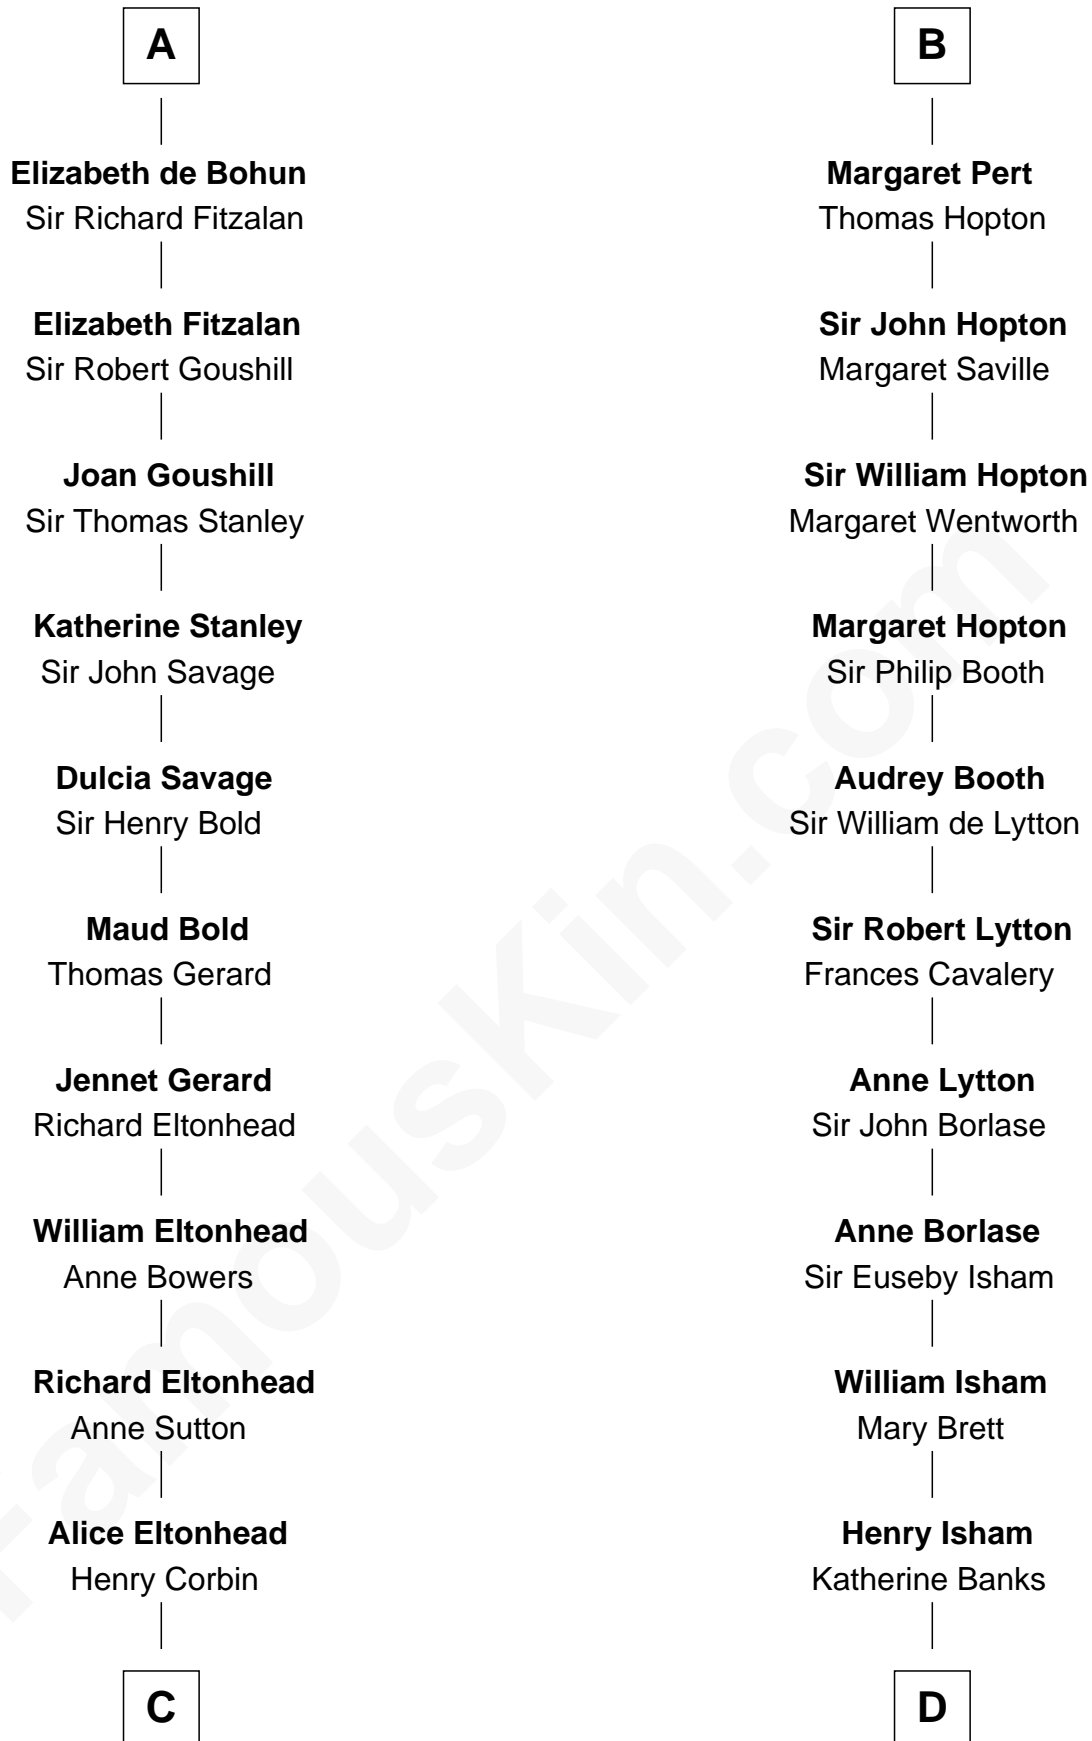 A
Elizabeth de Bohun
Sir Richard Fitzalan
Elizabeth Fitzalan
Sir Robert Goushill
Joan Goushill
Sir Thomas Stanley
Katherine Stanley
Sir John Savage
Dulcia Savage
Sir Henry Bold
Maud Bold
Thomas Gerard
Jennet Gerard
Richard Eltonhead
William Eltonhead
Anne Bowers
Richard Eltonhead
Anne Sutton
Alice Eltonhead
Henry Corbin
C
B
Margaret Pert
Thomas Hopton
Sir John Hopton
Margaret Saville
Sir William Hopton
Margaret Wentworth
Margaret Hopton
Sir Philip Booth
Audrey Booth
Sir William de Lytton
Sir Robert Lytton
Frances Cavalery
Anne Lytton
Sir John Borlase
Anne Borlase
Sir Euseby Isham
William Isham
Mary Brett
Henry Isham
Katherine Banks
D
FamousKin.com